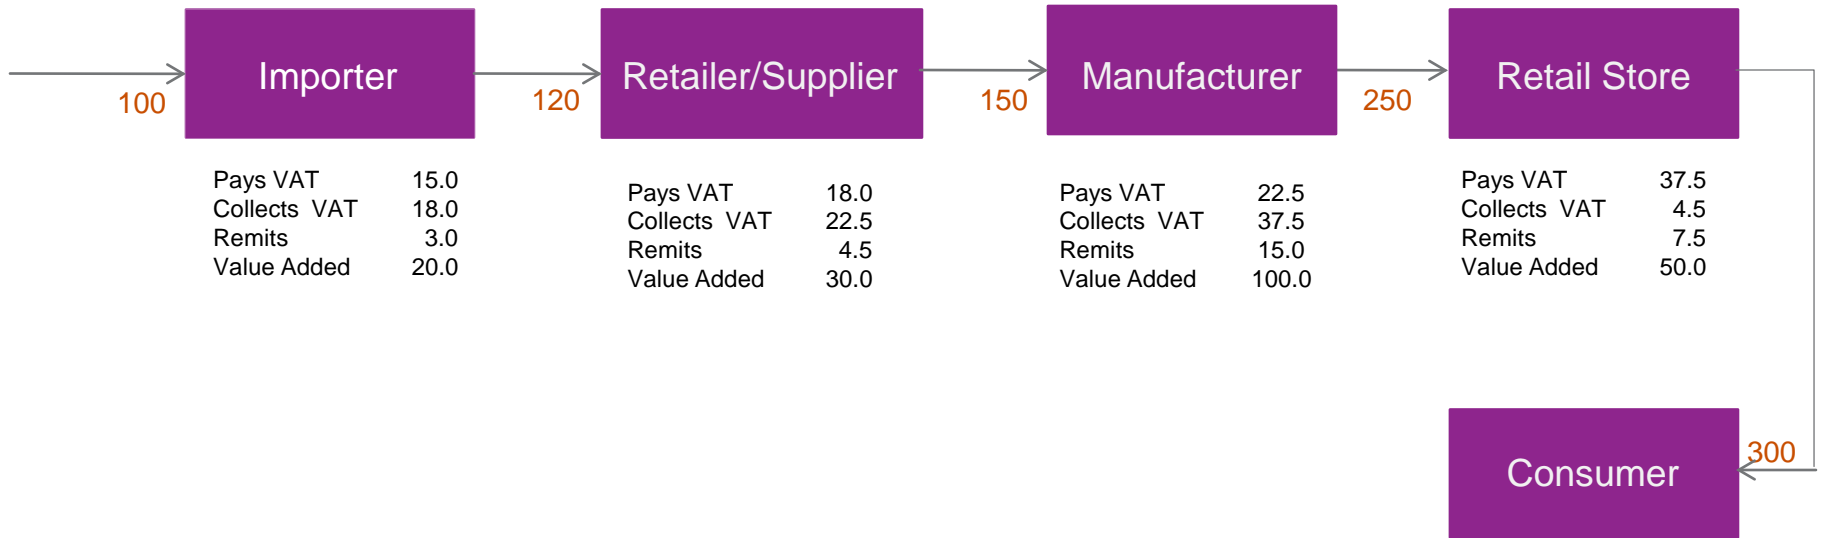 Importer
Retailer/Supplier
Manufacturer
Retail Store
100
120
150
250
Pays VAT 15.0
Collects VAT 18.0
Remits 3.0
Value Added 20.0
Pays VAT 18.0
Collects VAT 22.5
Remits 4.5
Value Added 30.0
Pays VAT 22.5
Collects VAT 37.5
Remits 15.0
Value Added 100.0
Pays VAT 37.5
Collects VAT 4.5
Remits 7.5
Value Added 50.0
300
Consumer